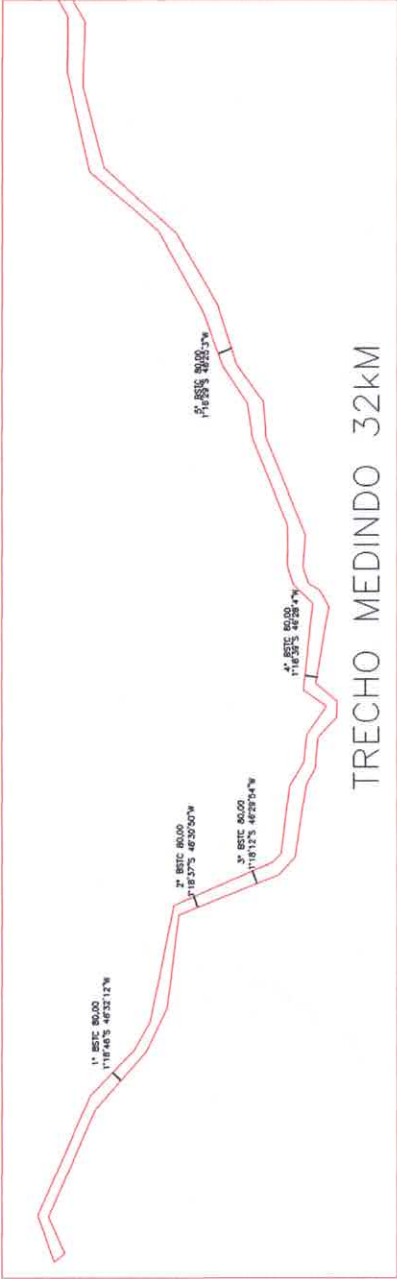 1° BSTC 80,00
1°18'46"S 46°32'12"W
2° BSTC 80,00
1°18'37"S 46°30'50"W
3° BSTC 80,00
1°18'12"S 46°29'54"W
4° BSTC 80,00
1°18'39"S 46°28'4"W
5° BSTC 80,00
TRECHO MEDINDO 32kM